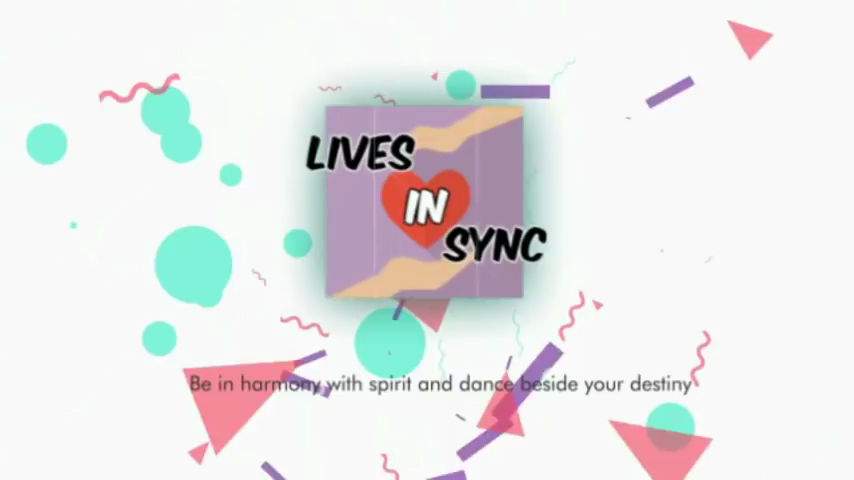 LIVES
IN
SYNC
Be in harmony with spirit and dance beside your destiny